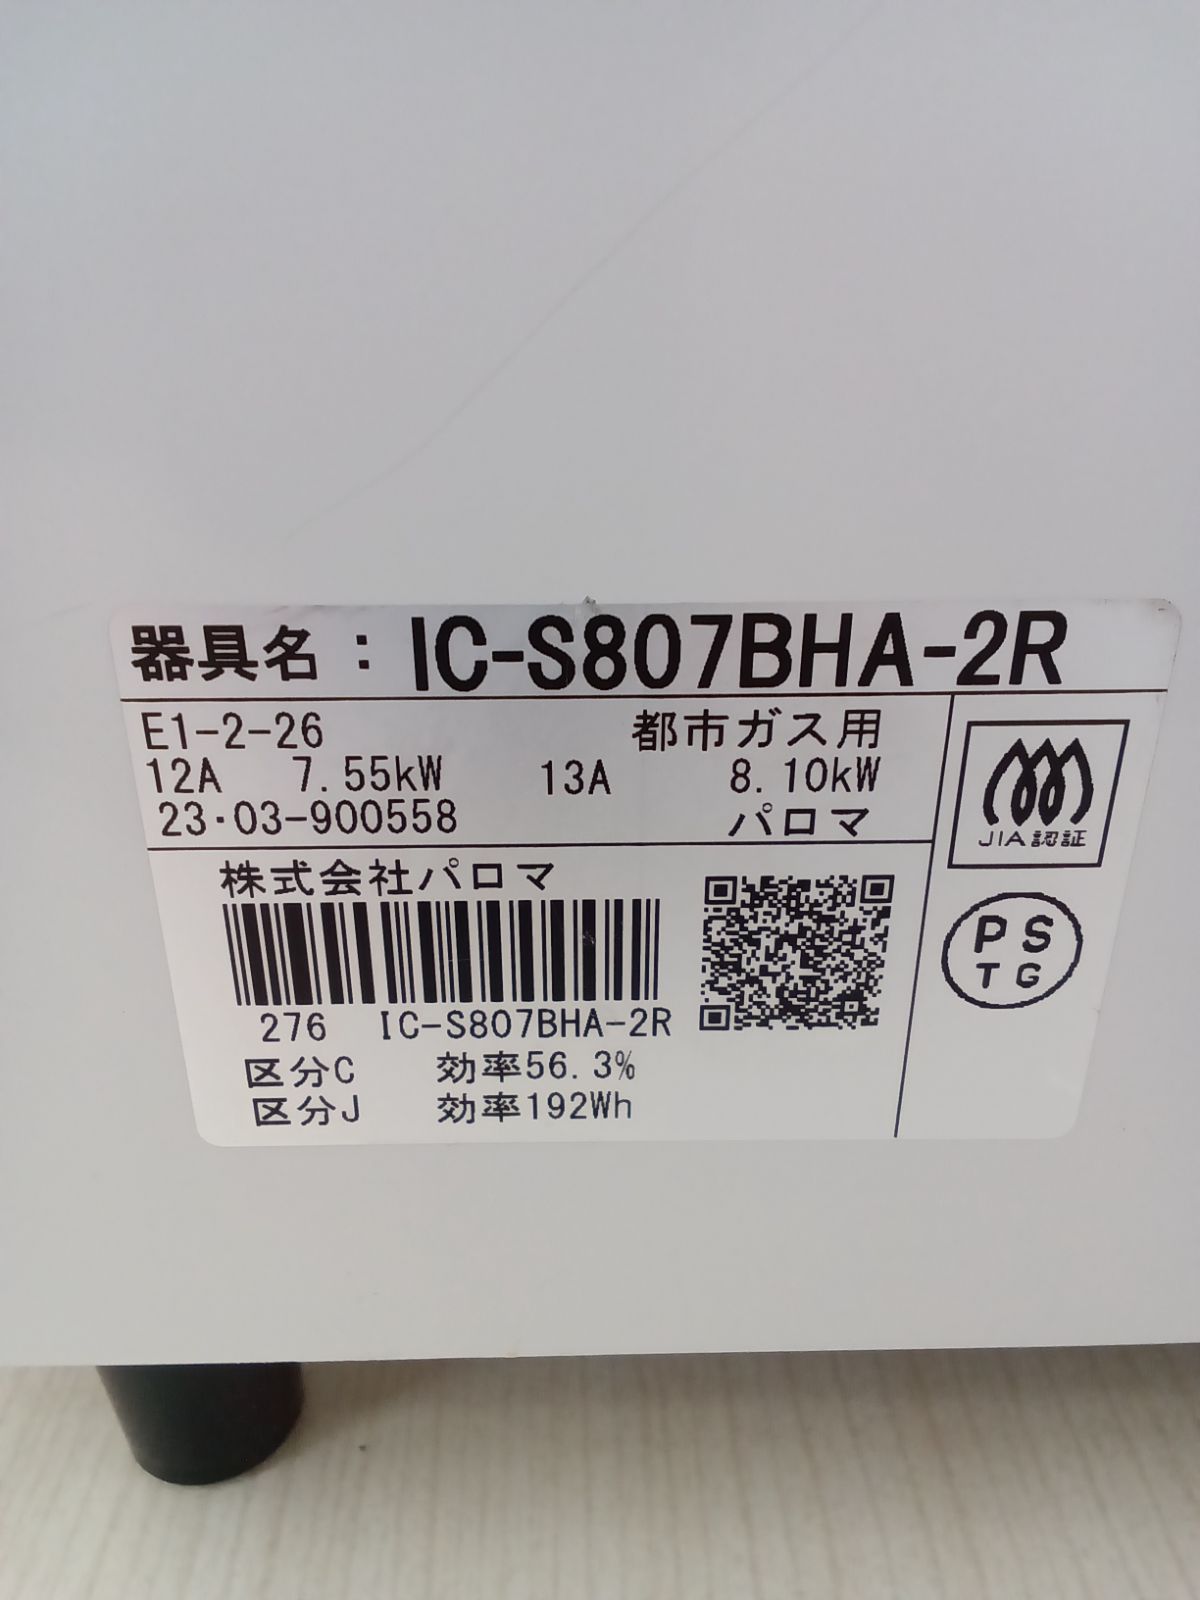 器具名:IC-S807BHA-2R
E1-2-26 都市ガス用
12A 7.55kW 13A 8.10kW
23・03-900558 パロマ
JIA認証
株式会社パロマ
PS
TG
276 IC-S807BHA-2R
区分C 効率56.3%
区分J 効率192Wh